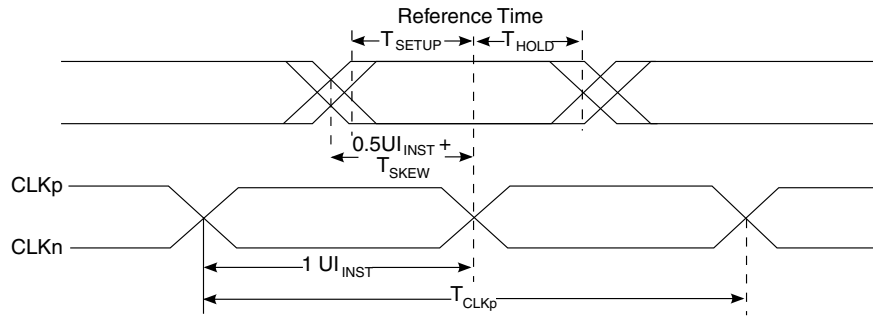 Reference Time
T_SETUP T_HOLD
0.5UI_INST +
T_SKEW
CLKp
CLKn
1 UI_INST
T_CLKp